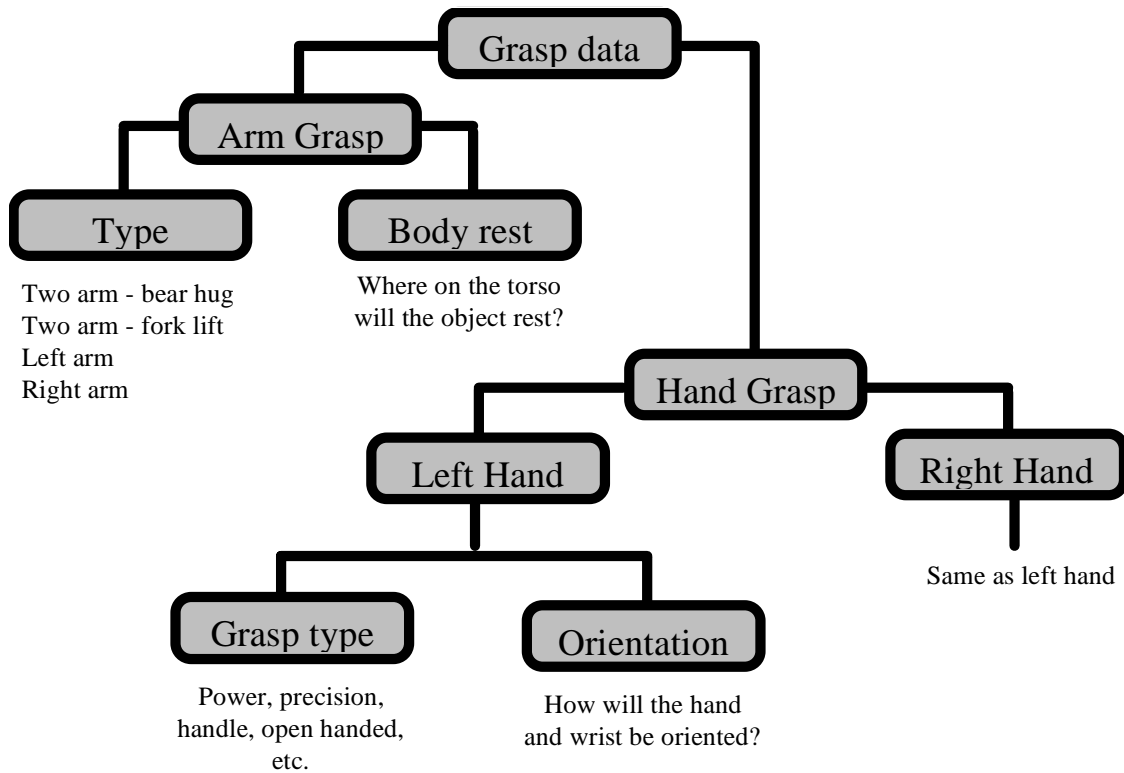 Grasp data
Arm Grasp
Type
Body rest
Two arm - bear hug
Two arm - fork lift
Left arm
Right arm
Where on the torso
will the object rest?
Hand Grasp
Left Hand
Right Hand
Same as left hand
Grasp type
Orientation
Power, precision,
handle, open handed,
etc.
How will the hand
and wrist be oriented?